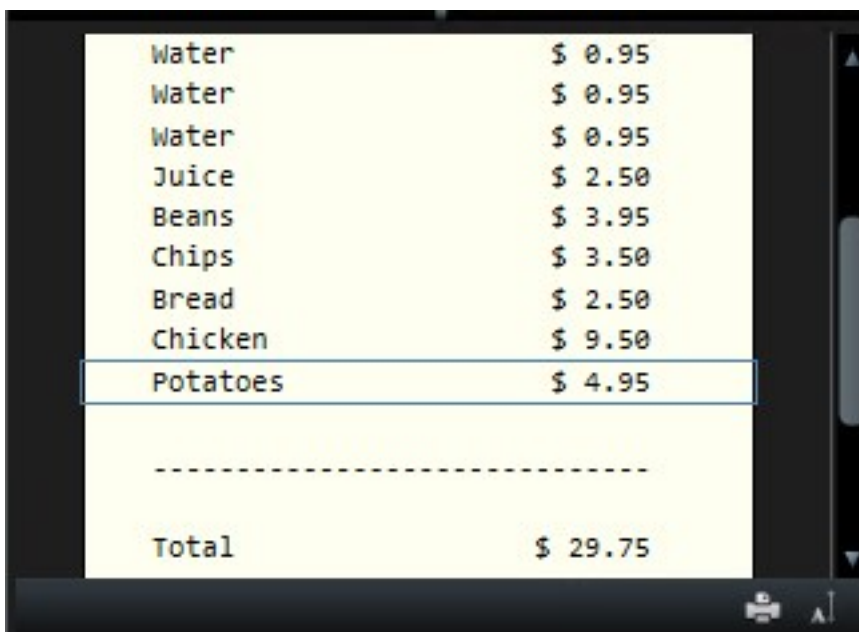 Water $ 0.95
Water $ 0.95
Water $ 0.95
Juice $ 2.50
Beans $ 3.95
Chips $ 3.50
Bread $ 2.50
Chicken $ 9.50
Potatoes $ 4.95
------------------------------
Total $ 29.75
A